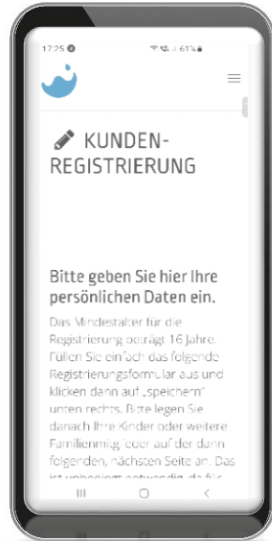 17:25
61%
KUNDEN-
REGISTRIERUNG
Bitte geben Sie hier Ihre
persönlichen Daten ein.
Das Mindestalter für die
Registrierung beträgt 16 Jahre.
Füllen Sie einfach das folgende
Registrierungsformular aus und
klicken dann auf „speichern"
unten rechts. Bitte legen Sie
danach Ihre Kinder oder weitere
Familienmitglieder auf der dann
folgenden, nächsten Seite an. Das
ist unbedingt notwendig, da für